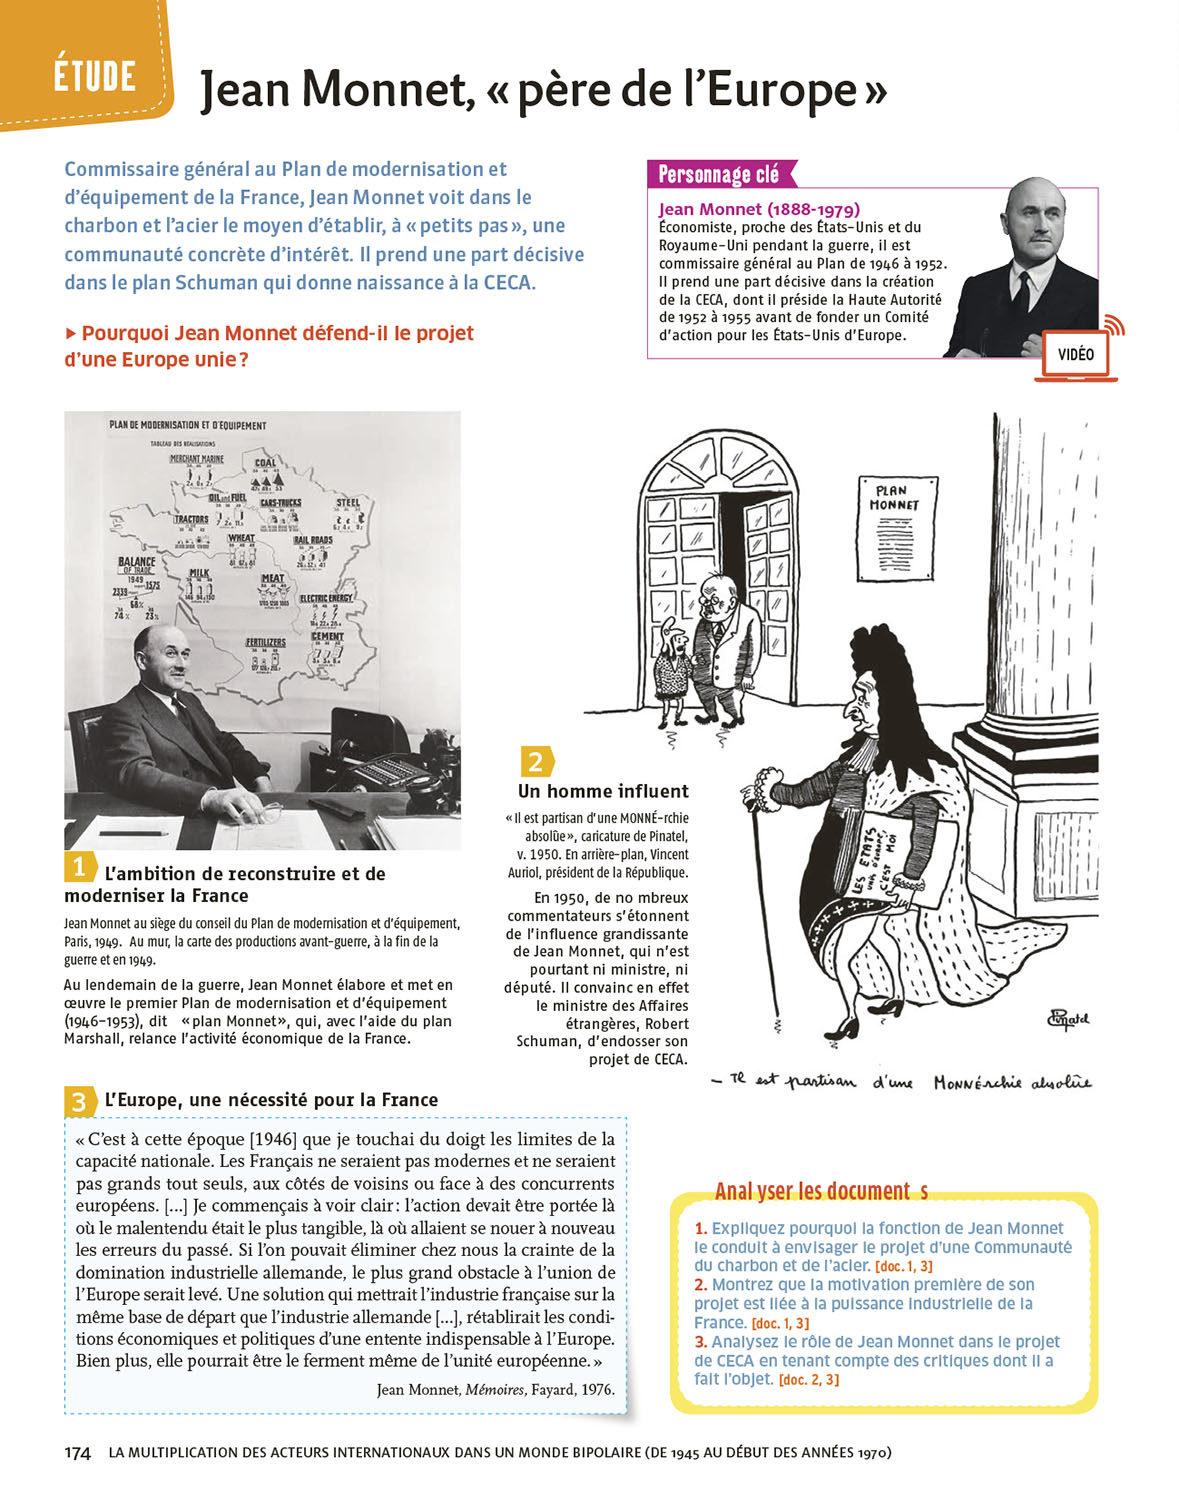 ÉTUDE
Jean Monnet, « père de l'Europe »
Commissaire général au Plan de modernisation et
d'équipement de la France, Jean Monnet voit dans le
charbon et l'acier le moyen d'établir, à « petits pas », une
communauté concrète d'intérêt. Il prend une part décisive
dans le plan Schuman qui donne naissance à la CECA.
Pourquoi Jean Monnet défend-il le projet
d'une Europe unie ?
Personnage clé
Jean Monnet (1888-1979)
Économiste, proche des États-Unis et du
Royaume-Uni pendant la guerre, il est
commissaire général au Plan de 1946 à 1952.
Il prend une part décisive dans la création
de la CECA, dont il préside la Haute Autorité
de 1952 à 1955 avant de fonder un Comité
d'action pour les États-Unis d'Europe.
VIDÉO
PLAN DE MODERNISATION ET D'ÉQUIPEMENT
TABLEAU DES RÉALISATIONS
MERCHANT MARINE
COAL
OIL and FUEL
CARS-TRUCKS
STEEL
TRACTORS
WHEAT
RAIL ROADS
BALANCE
OF TRADE
1949
2339
1575
68%
74 %
23%
MILK
MEAT
ELECTRIC ENERGY
FERTILIZERS
CEMENT
1 L'ambition de reconstruire et de
moderniser la France
Jean Monnet au siège du conseil du Plan de modernisation et d'équipement,
Paris, 1949. Au mur, la carte des productions avant-guerre, à la fin de la
guerre et en 1949.
Au lendemain de la guerre, Jean Monnet élabore et met en
œuvre le premier Plan de modernisation et d'équipement
(1946-1953), dit « plan Monnet », qui, avec l'aide du plan
Marshall, relance l'activité économique de la France.
PLAN
MONNET
LES ETATS
UNIS D'EUROPE,
C'EST MOI
Pinatel
2
Un homme influent
« Il est partisan d'une MONNÉ-rchie
absolûe », caricature de Pinatel,
v. 1950. En arrière-plan, Vincent
Auriol, président de la République.
En 1950, de no mbreux
commentateurs s'étonnent
de l'influence grandissante
de Jean Monnet, qui n'est
pourtant ni ministre, ni
député. Il convainc en effet
le ministre des Affaires
étrangères, Robert
Schuman, d'endosser son
projet de CECA.
— Il est partisan d'une MONNÉrchie absolûe
3 L'Europe, une nécessité pour la France
« C'est à cette époque [1946] que je touchai du doigt les limites de la
capacité nationale. Les Français ne seraient pas modernes et ne seraient
pas grands tout seuls, aux côtés de voisins ou face à des concurrents
européens. [...] Je commençais à voir clair : l'action devait être portée là
où le malentendu était le plus tangible, là où allaient se nouer à nouveau
les erreurs du passé. Si l'on pouvait éliminer chez nous la crainte de la
domination industrielle allemande, le plus grand obstacle à l'union de
l'Europe serait levé. Une solution qui mettrait l'industrie française sur la
même base de départ que l'industrie allemande [...], rétablirait les condi-
tions économiques et politiques d'une entente indispensable à l'Europe.
Bien plus, elle pourrait être le ferment même de l'unité européenne. »
Jean Monnet, Mémoires, Fayard, 1976.
Anal yser les document s
1. Expliquez pourquoi la fonction de Jean Monnet
le conduit à envisager le projet d'une Communauté
du charbon et de l'acier. [doc. 1, 3]
2. Montrez que la motivation première de son
projet est liée à la puissance industrielle de la
France. [doc. 1, 3]
3. Analysez le rôle de Jean Monnet dans le projet
de CECA en tenant compte des critiques dont il a
fait l'objet. [doc. 2, 3]
174 LA MULTIPLICATION DES ACTEURS INTERNATIONAUX DANS UN MONDE BIPOLAIRE (DE 1945 AU DÉBUT DES ANNÉES 1970)